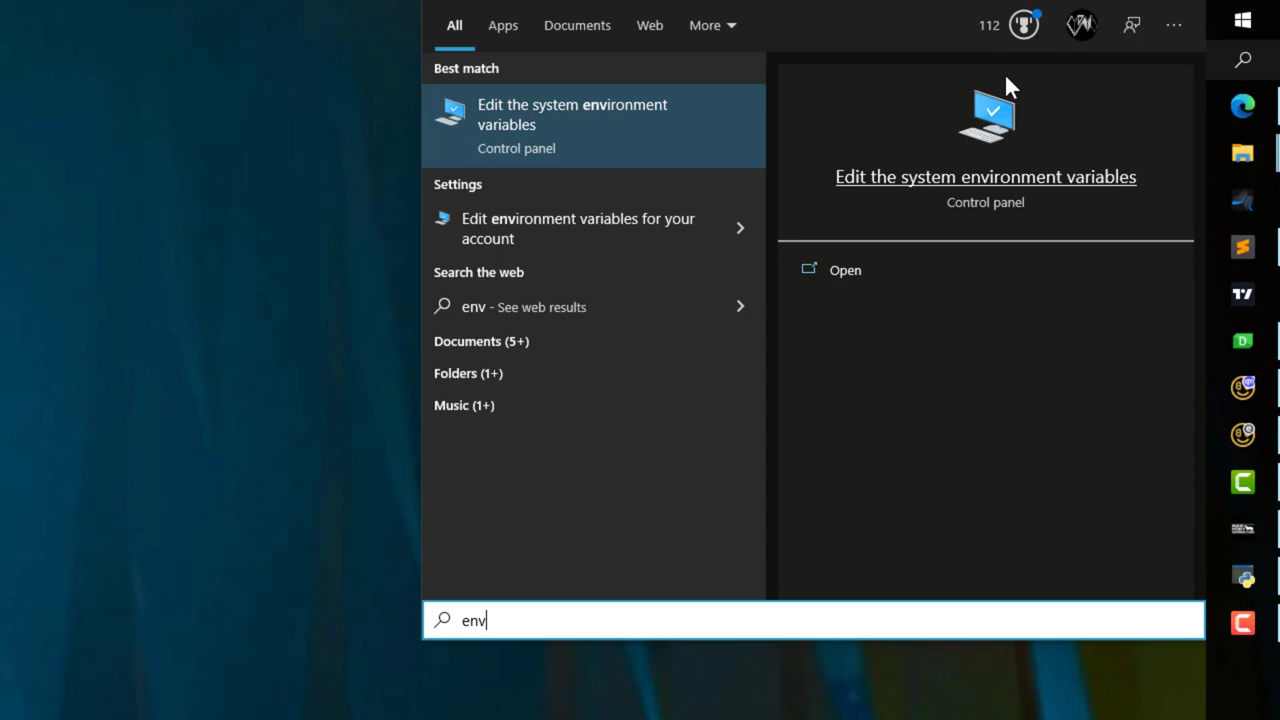 All Apps Documents Web More 112
Best match
Edit the system environment
variables
Control panel
Settings
Edit environment variables for your
account
Search the web
env - See web results
Documents (5+)
Folders (1+)
Music (1+)
Edit the system environment variables
Control panel
Open
env